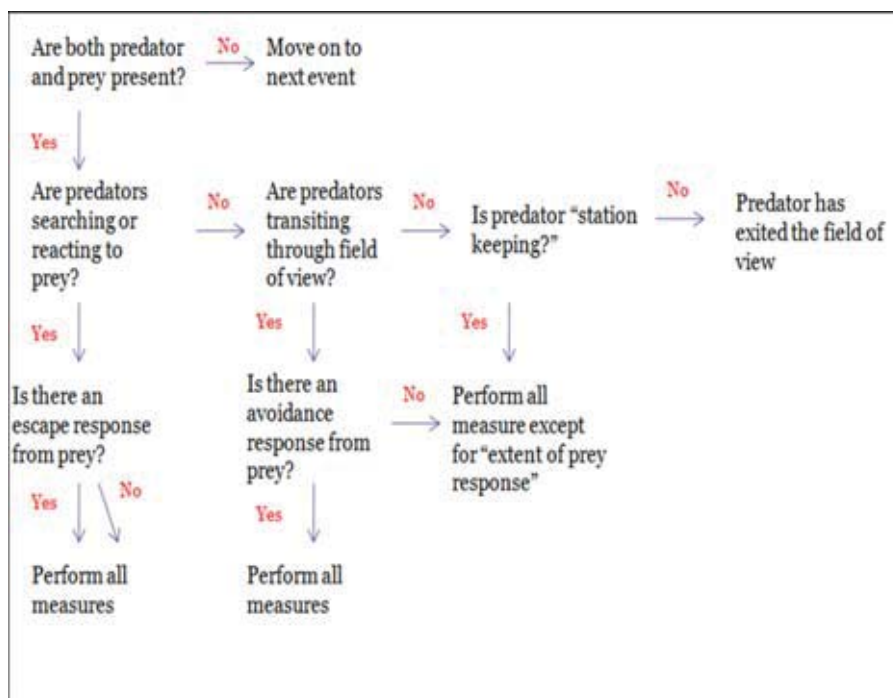 Are both predator
and prey present?
No
Move on to
next event
Yes
Are predators
searching or
reacting to
prey?
No
Are predators
transiting
through field
of view?
No
Is predator “station
keeping?”
No
Predator has
exited the field of
view
Yes
Yes
Yes
Is there an
escape response
from prey?
Is there an
avoidance
response from
prey?
No
Perform all
measure except
for “extent of prey
response”
Yes
No
Yes
Perform all
measures
Perform all
measures